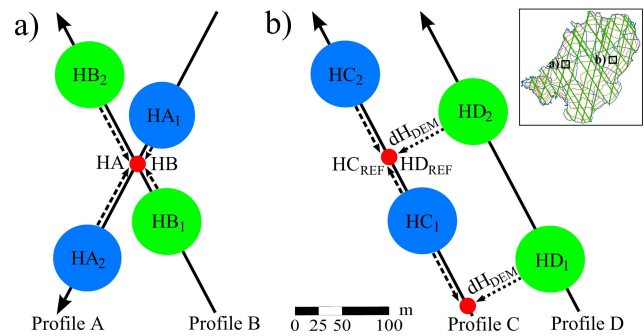 a)
HB2
HA1
HA HB
HA2
HB1
Profile A
Profile B
b)
HC2
HD2
dHDEM
HCREF HDREF
HC1
HD1
dHDEM
m
0 25 50 100
Profile C
Profile D
a)
b)